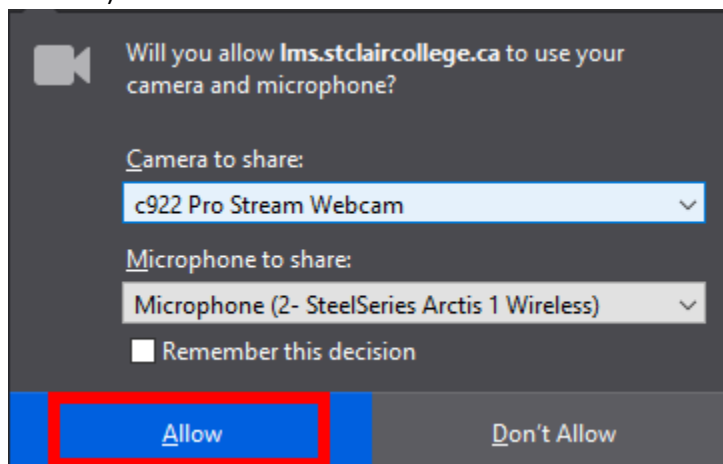 Will you allow lms.stclaircollege.ca to use your
camera and microphone?
Camera to share:
c922 Pro Stream Webcam
Microphone to share:
Microphone (2- SteelSeries Arctis 1 Wireless)
Remember this decision
Allow
Don't Allow